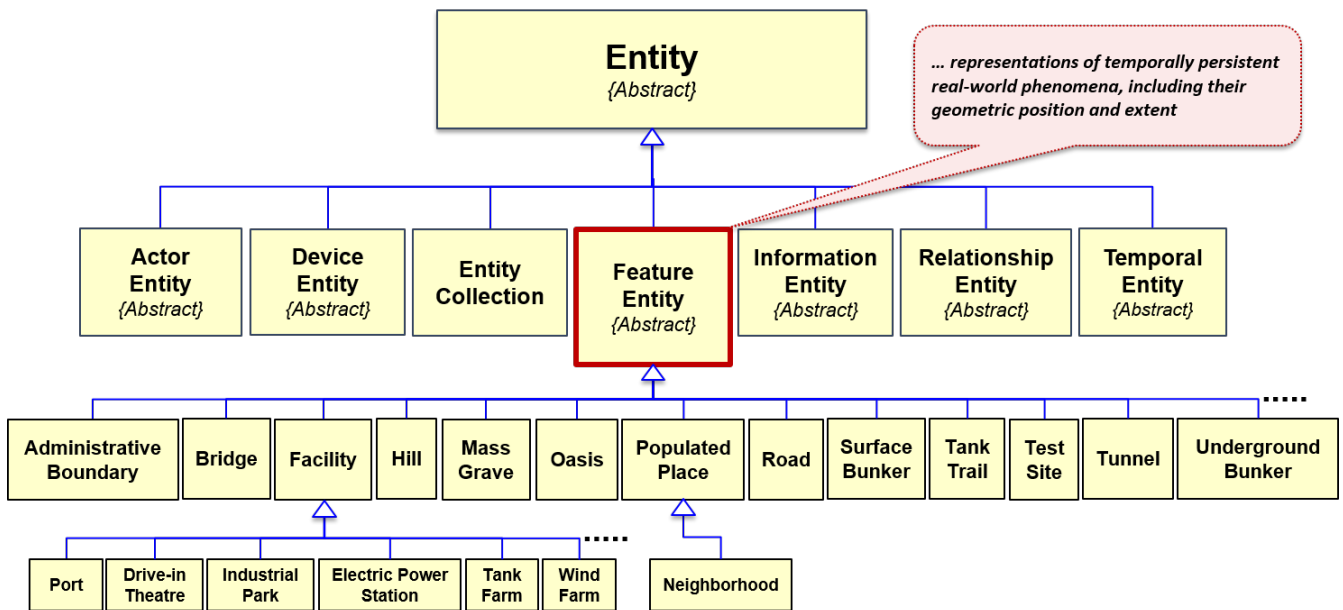 Entity
{Abstract}
... representations of temporally persistent
real-world phenomena, including their
geometric position and extent
Actor
Entity
{Abstract}
Device
Entity
{Abstract}
Entity
Collection
Feature
Entity
{Abstract}
Information
Entity
{Abstract}
Relationship
Entity
{Abstract}
Temporal
Entity
{Abstract}
.....
Administrative
Boundary
Bridge
Facility
Hill
Mass
Grave
Oasis
Populated
Place
Road
Surface
Bunker
Tank
Trail
Test
Site
Tunnel
Underground
Bunker
.....
Port
Drive-in
Theatre
Industrial
Park
Electric Power
Station
Tank
Farm
Wind
Farm
Neighborhood